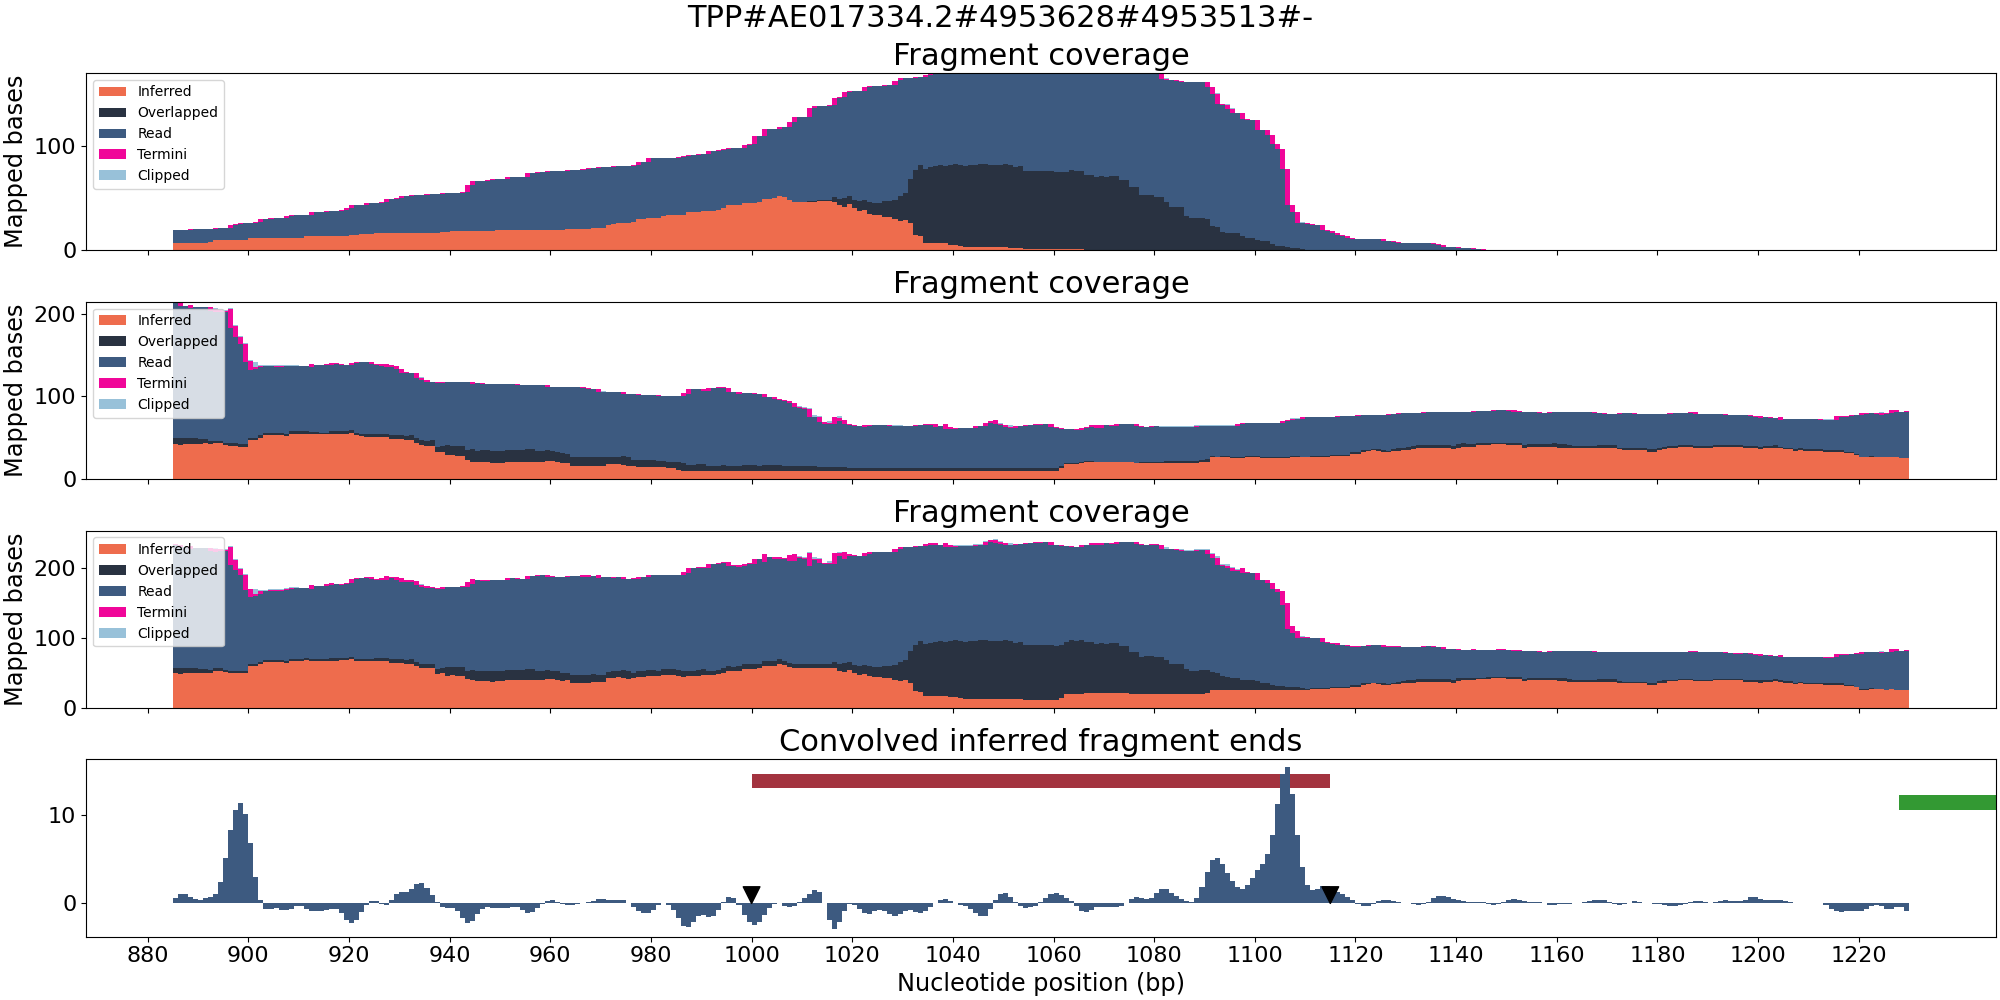 TPP#AE017334.2#4953628#4953513#-
Fragment coverage
Mapped bases
100
0
Inferred
Overlapped
Read
Termini
Clipped
Fragment coverage
Mapped bases
200
100
0
Inferred
Overlapped
Read
Termini
Clipped
Fragment coverage
Mapped bases
200
100
0
Inferred
Overlapped
Read
Termini
Clipped
Convolved inferred fragment ends
10
0
880 900 920 940 960 980 1000 1020 1040 1060 1080 1100 1120 1140 1160 1180 1200 1220
Nucleotide position (bp)